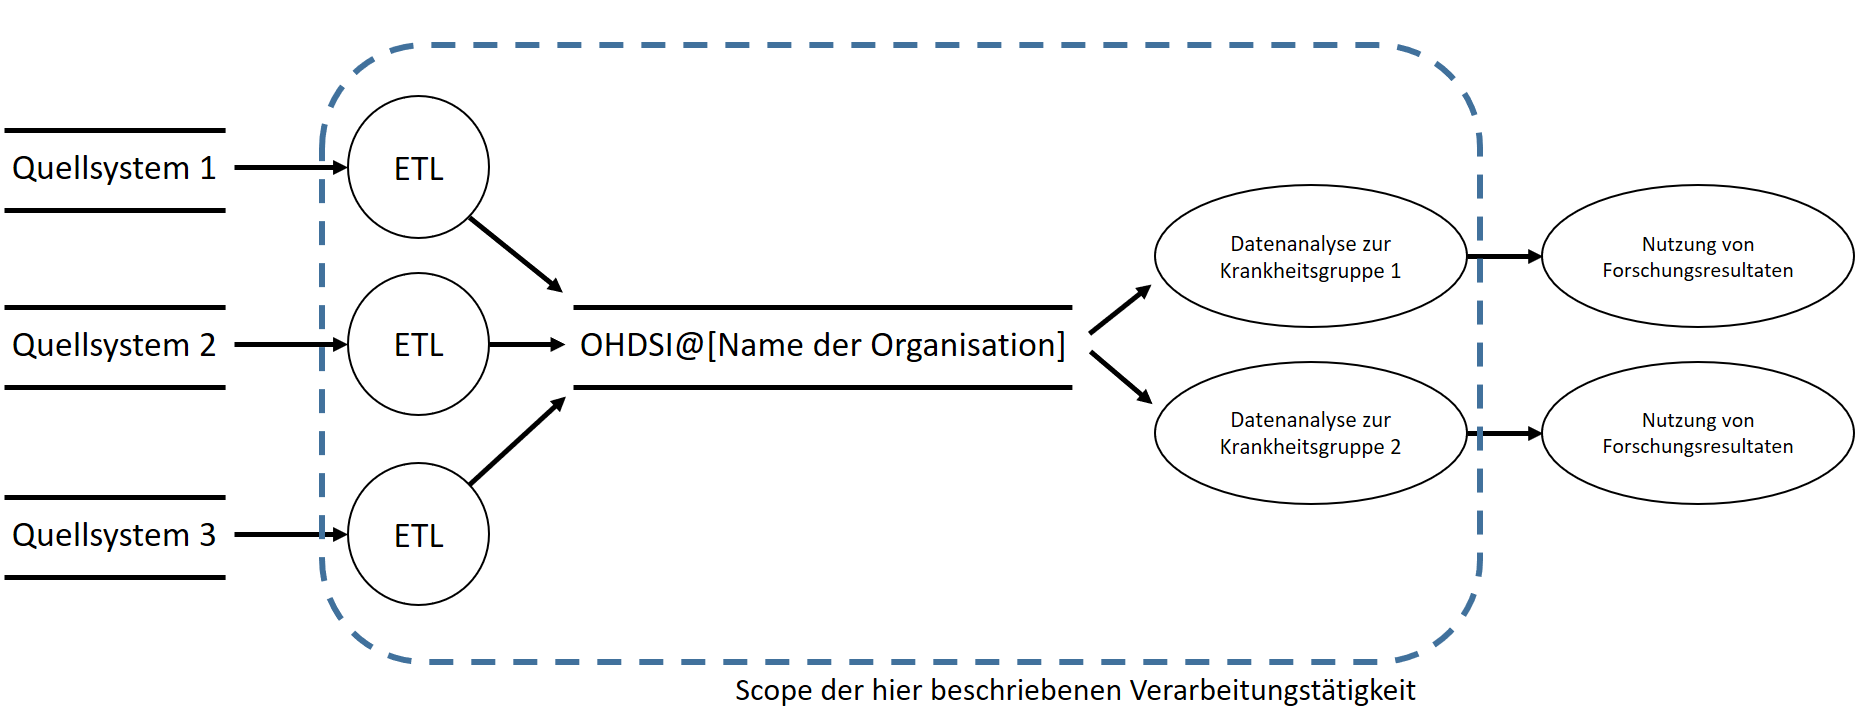 Quellsystem 1
ETL
Quellsystem 2
ETL
Quellsystem 3
ETL
OHDSI@[Name der Organisation]
Datenanalyse zur
Krankheitsgruppe 1
Nutzung von
Forschungsresultaten
Datenanalyse zur
Krankheitsgruppe 2
Nutzung von
Forschungsresultaten
Scope der hier beschriebenen Verarbeitungstätigkeit